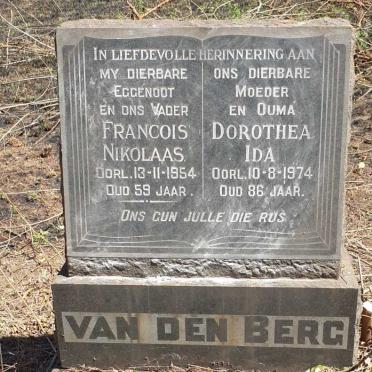 In liefdevolle herinnering aan
my dierbare
Eggenoot
en ons Vader
Francois
Nikolaas
Oorl. 13-11-1954
Oud 59 jaar.
ons dierbare
Moeder
en Ouma
Dorothea
Ida
Oorl. 10-8-1974
Oud 86 jaar.
Ons gun julle die rus
van den Berg